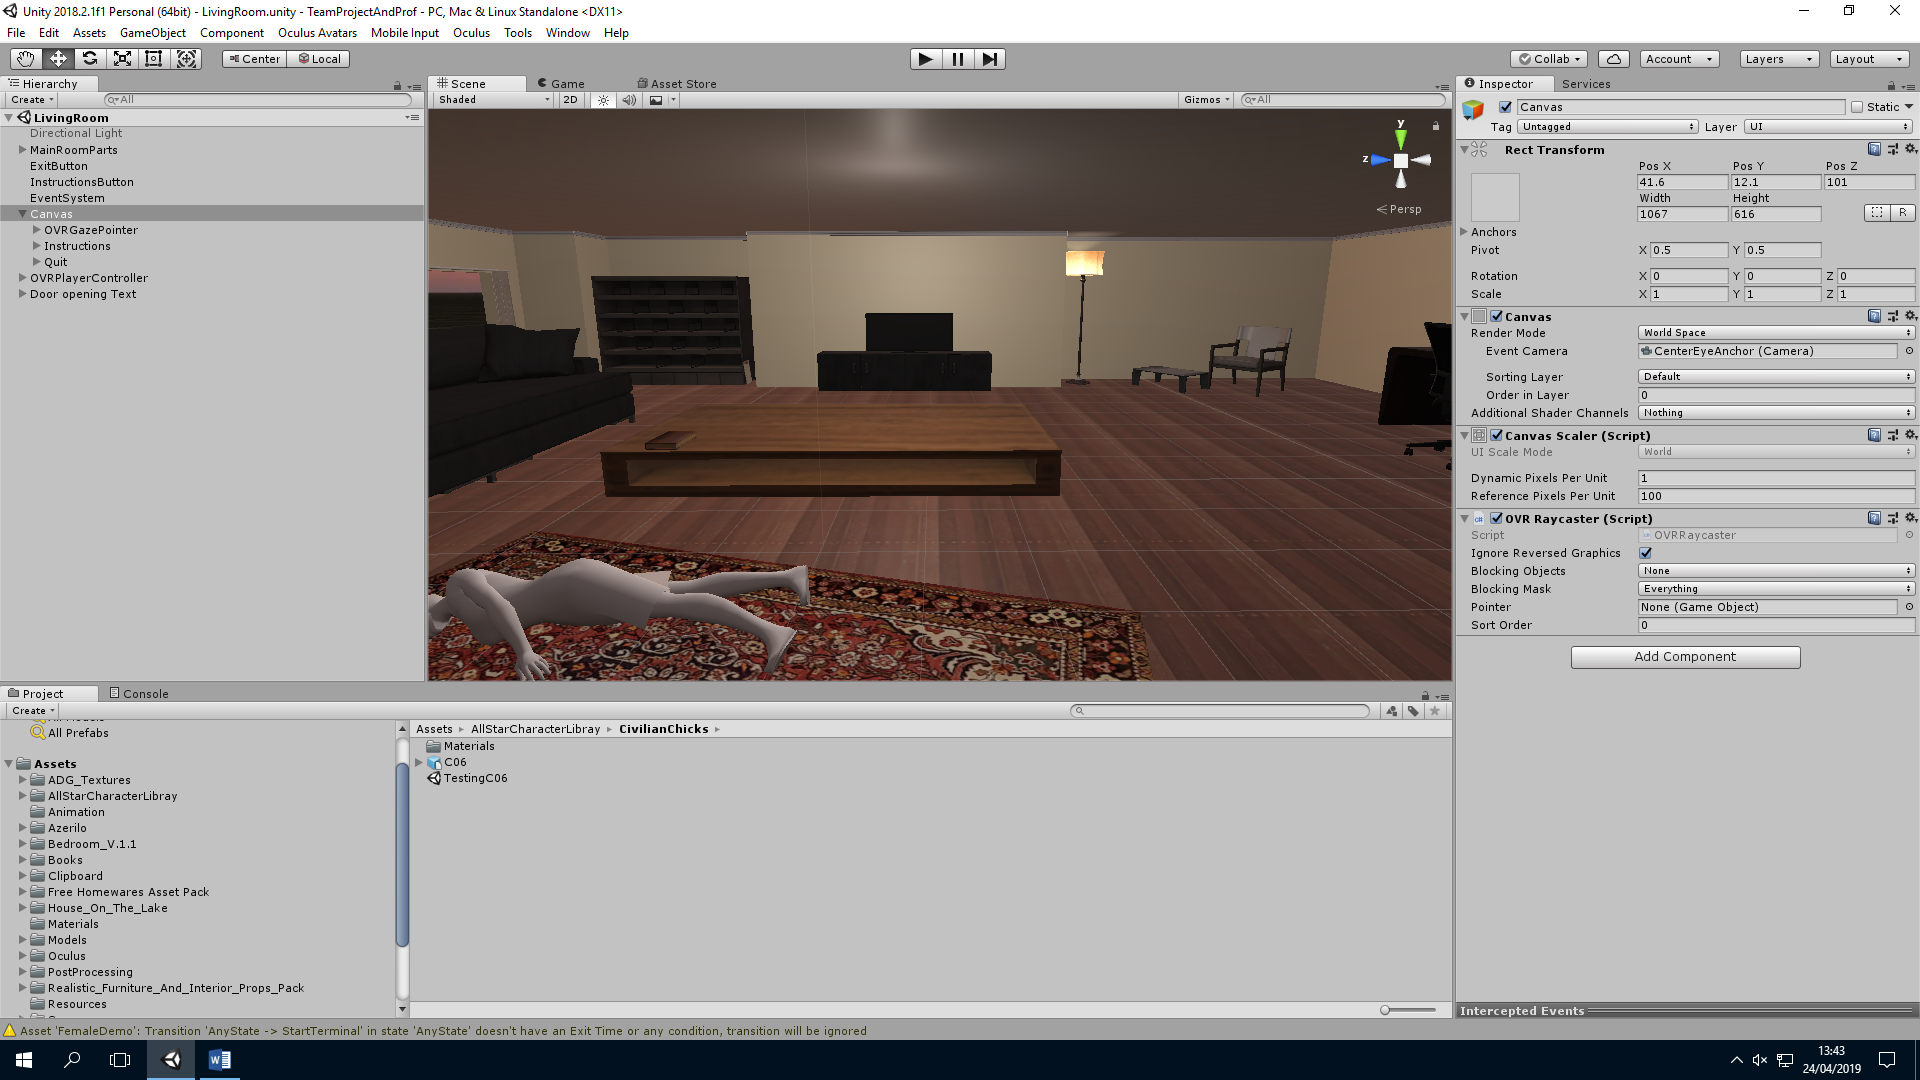 Unity 2018.2.1f1 Personal (64bit) - LivingRoom.unity - TeamProjectAndProf - PC, Mac & Linux Standalone <DX11>
File Edit Assets GameObject Component Oculus Avatars Mobile Input Oculus Tools Window Help
Center Local
Collab Account Layers Layout
Hierarchy
Create All
LivingRoom
Directional Light
MainRoomParts
ExitButton
InstructionsButton
EventSystem
Canvas
OVRGazePointer
Instructions
Quit
OVRPlayerController
Door opening Text
Scene Game Asset Store
Shaded 2D Gizmos All
y
z
Persp
Inspector Services
Canvas Static
Tag Untagged Layer UI
Rect Transform
Pos X Pos Y Pos Z
41.6 12.1 101
Width Height
1067 616 R
Anchors
Pivot X 0.5 Y 0.5
Rotation X 0 Y 0 Z 0
Scale X 1 Y 1 Z 1
Canvas
Render Mode World Space
Event Camera CenterEyeAnchor (Camera)
Sorting Layer Default
Order in Layer 0
Additional Shader Channels Nothing
Canvas Scaler (Script)
UI Scale Mode World
Dynamic Pixels Per Unit 1
Reference Pixels Per Unit 100
OVR Raycaster (Script)
Script OVRRaycaster
Ignore Reversed Graphics
Blocking Objects None
Blocking Mask Everything
Pointer None (Game Object)
Sort Order 0
Add Component
Intercepted Events
Project Console
Create
All Prefabs
Assets
ADG_Textures
AllStarCharacterLibray
Animation
Azerilo
Bedroom_V.1.1
Books
Clipboard
Free Homewares Asset Pack
House_On_The_Lake
Materials
Models
Oculus
PostProcessing
Realistic_Furniture_And_Interior_Props_Pack
Resources
Assets AllStarCharacterLibray CivilianChicks
Materials
C06
TestingC06
Asset 'FemaleDemo': Transition 'AnyState -> StartTerminal' in state 'AnyState' doesn't have an Exit Time or any condition, transition will be ignored
13:43
24/04/2019